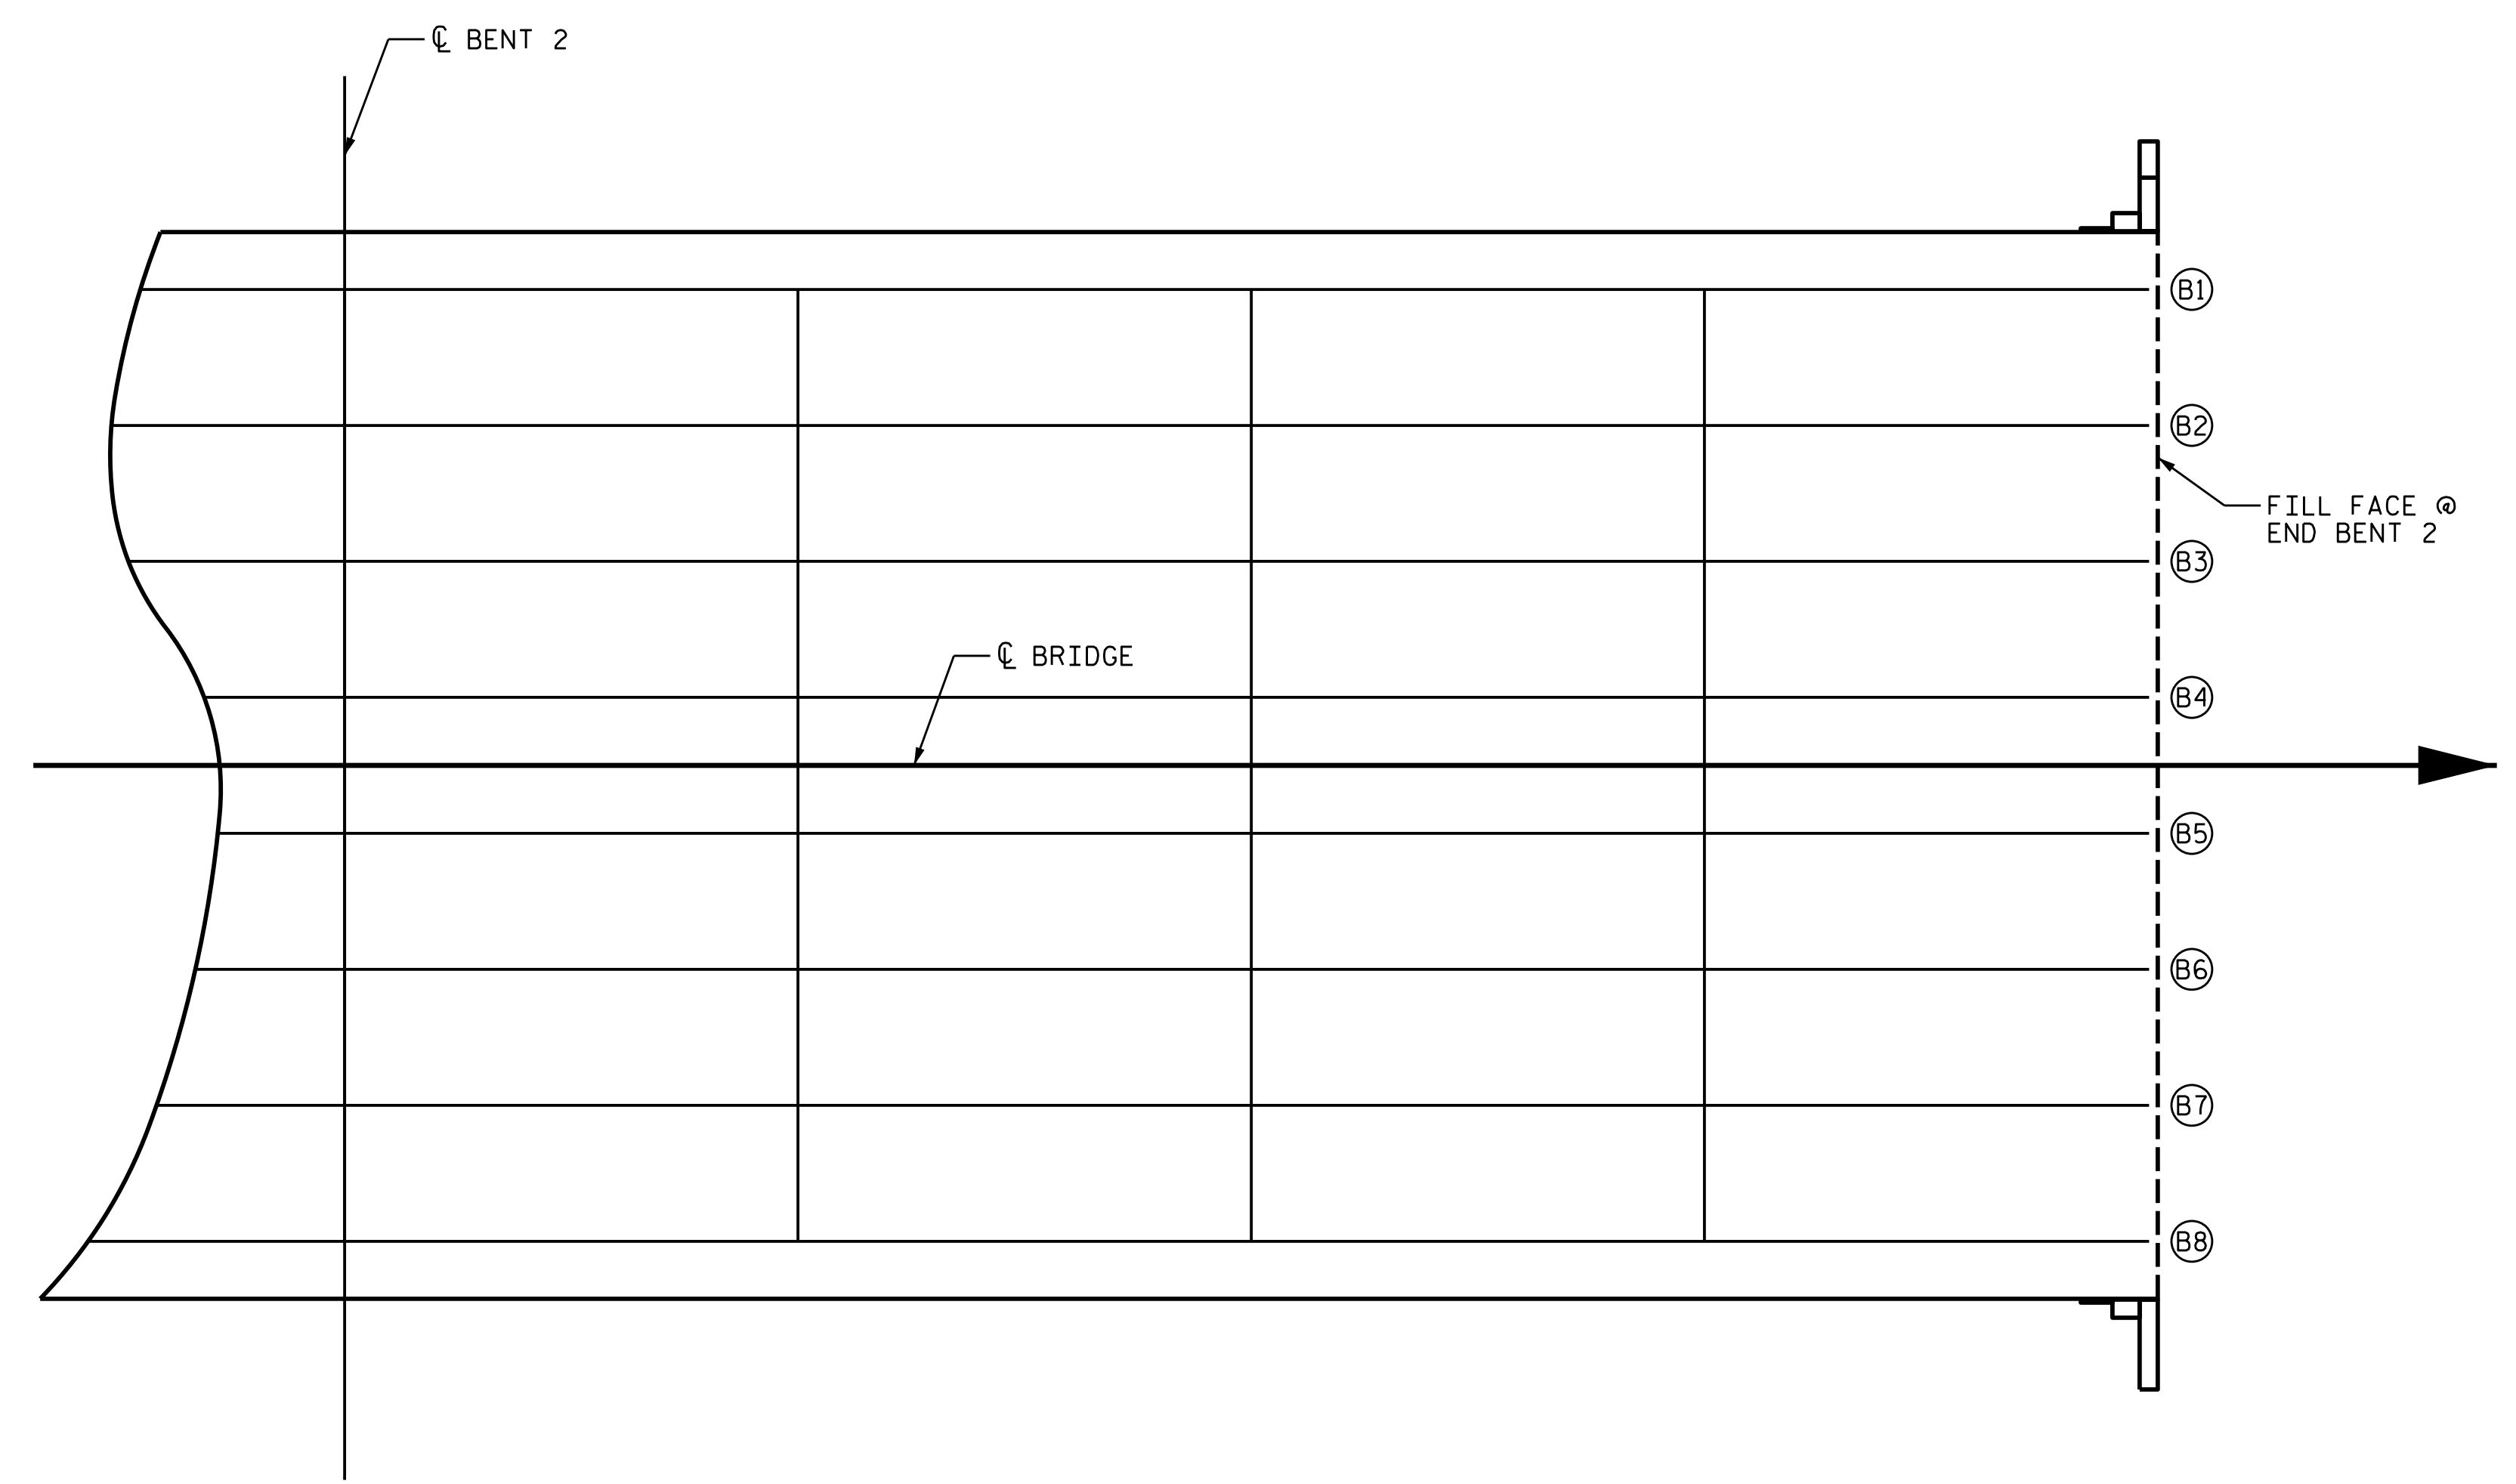 ℄ BENT 2
B1
B2
FILL FACE @
END BENT 2
B3
℄ BRIDGE
B4
B5
B6
B7
B8